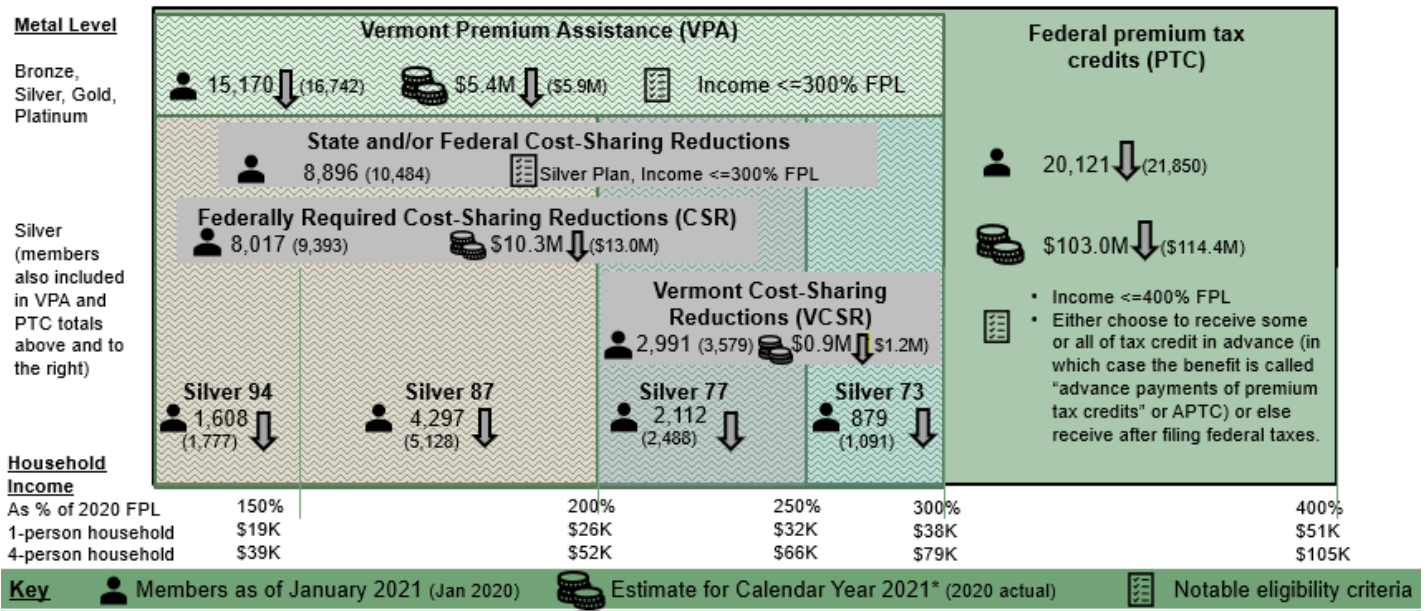 Metal Level
Bronze,
Silver, Gold,
Platinum
Vermont Premium Assistance (VPA)
15,170 (16,742) $5.4M ($5.9M) Income <=300% FPL
Federal premium tax
credits (PTC)
20,121 (21,850)
$103.0M ($114.4M)
• Income <=400% FPL
• Either choose to receive some
or all of tax credit in advance (in
which case the benefit is called
“advance payments of premium
tax credits” or APTC) or else
receive after filing federal taxes.
State and/or Federal Cost-Sharing Reductions
8,896 (10,484) Silver Plan, Income <=300% FPL
Silver
(members
also included
in VPA and
PTC totals
above and to
the right)
Federally Required Cost-Sharing Reductions (CSR)
8,017 (9,393) $10.3M ($13.0M)
Vermont Cost-Sharing
Reductions (VCSR)
2,991 (3,579) $0.9M $1.2M)
Silver 94
1,608
(1,777)
Silver 87
4,297
(5,128)
Silver 77
2,112
(2,488)
Silver 73
879
(1,091)
Household
Income
As % of 2020 FPL 150% 200% 250% 300% 400%
1-person household $19K $26K $32K $38K $51K
4-person household $39K $52K $66K $79K $105K
Key Members as of January 2021 (Jan 2020) Estimate for Calendar Year 2021* (2020 actual) Notable eligibility criteria